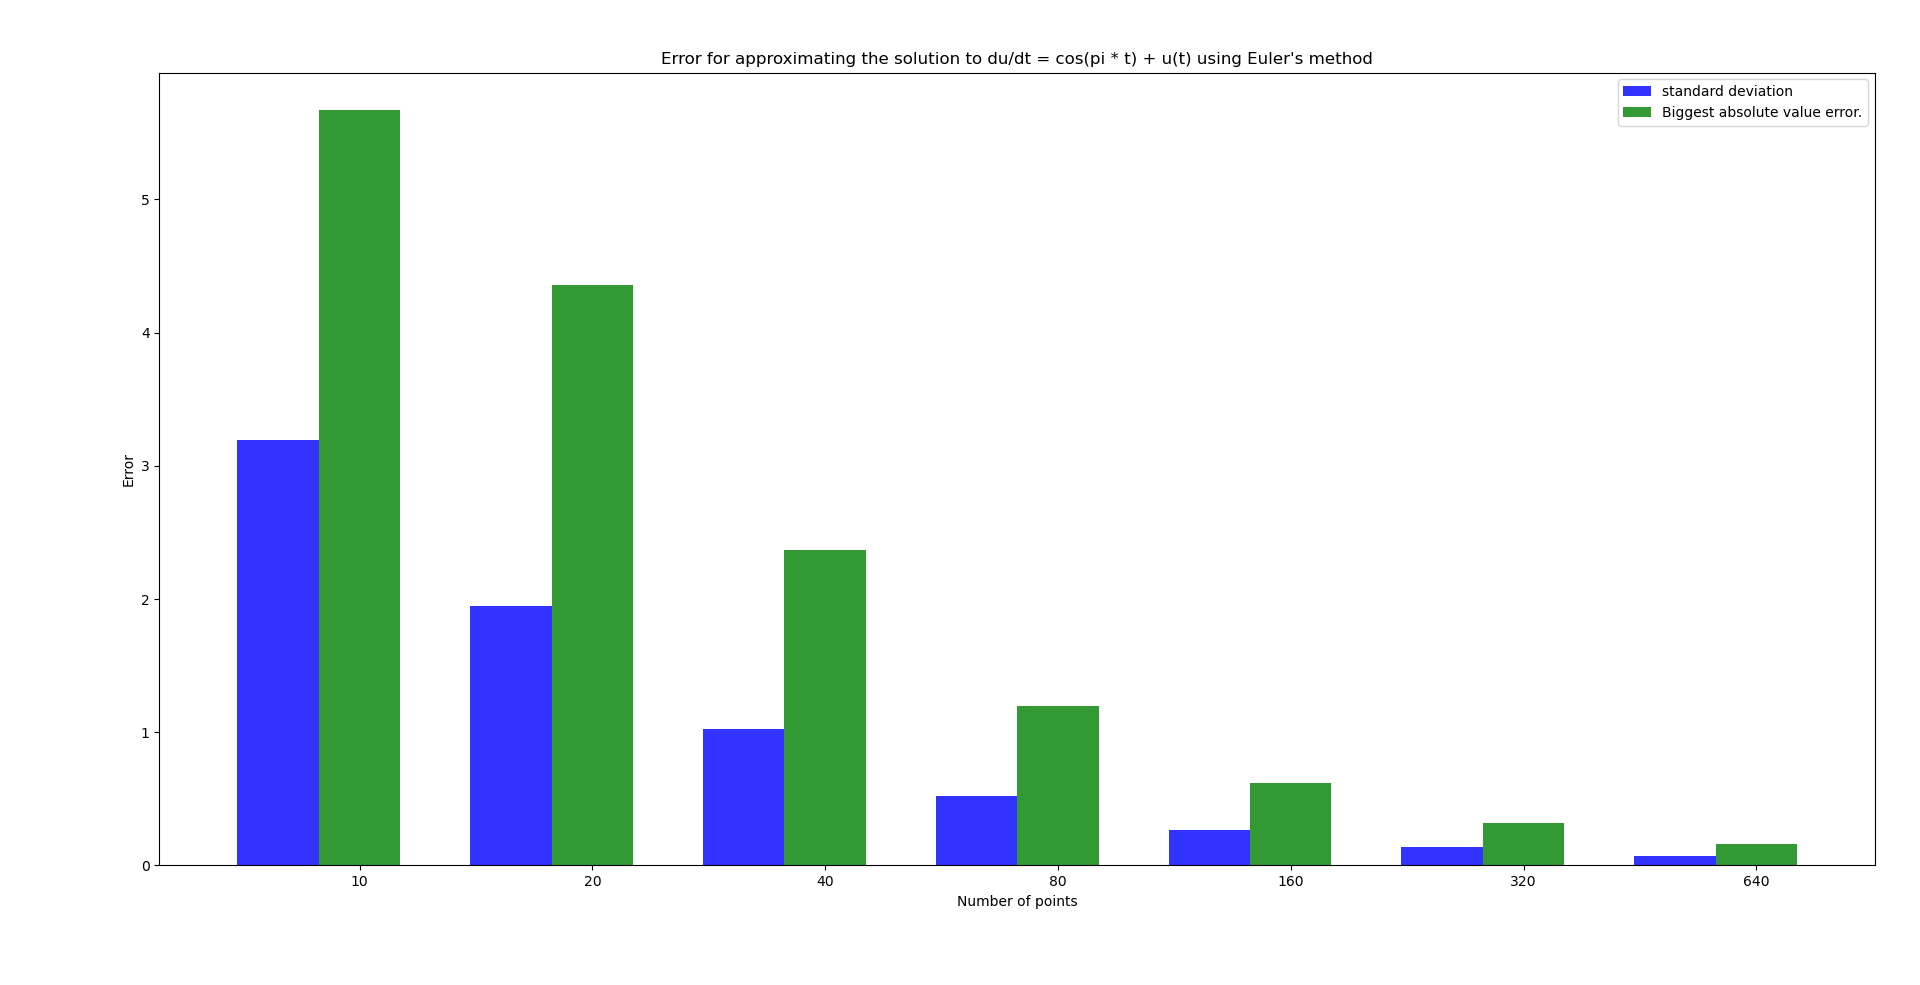 Error for approximating the solution to du/dt = cos(pi * t) + u(t) using Euler's method
standard deviation
Biggest absolute value error.
5
4
3
2
1
0
Error
10 20 40 80 160 320 640
Number of points